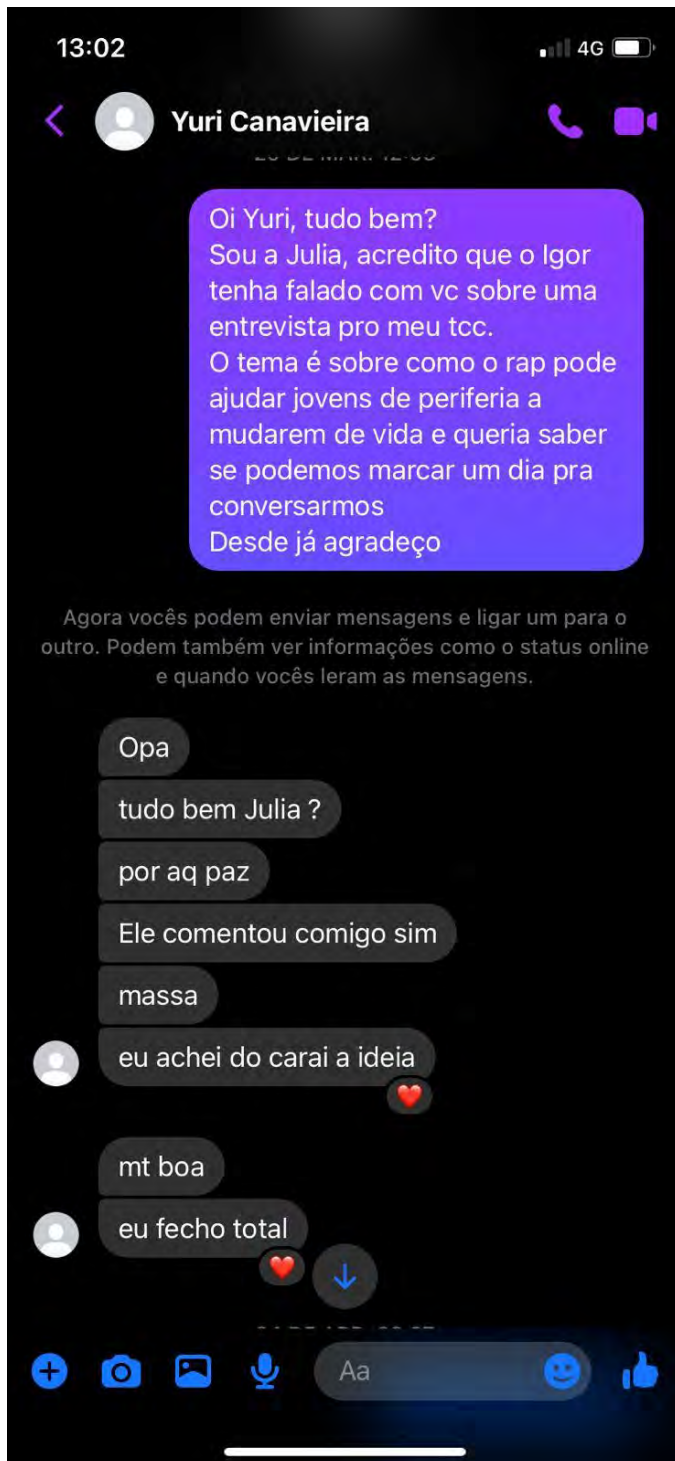 13:02
4G
Yuri Canavieira
Oi Yuri, tudo bem?
Sou a Julia, acredito que o Igor
tenha falado com vc sobre uma
entrevista pro meu tcc.
O tema é sobre como o rap pode
ajudar jovens de periferia a
mudarem de vida e queria saber
se podemos marcar um dia pra
conversarmos
Desde já agradeço
Agora vocês podem enviar mensagens e ligar um para o
outro. Podem também ver informações como o status online
e quando vocês leram as mensagens.
Opa
tudo bem Julia ?
por aq paz
Ele comentou comigo sim
massa
eu achei do carai a ideia
mt boa
eu fecho total
Aa